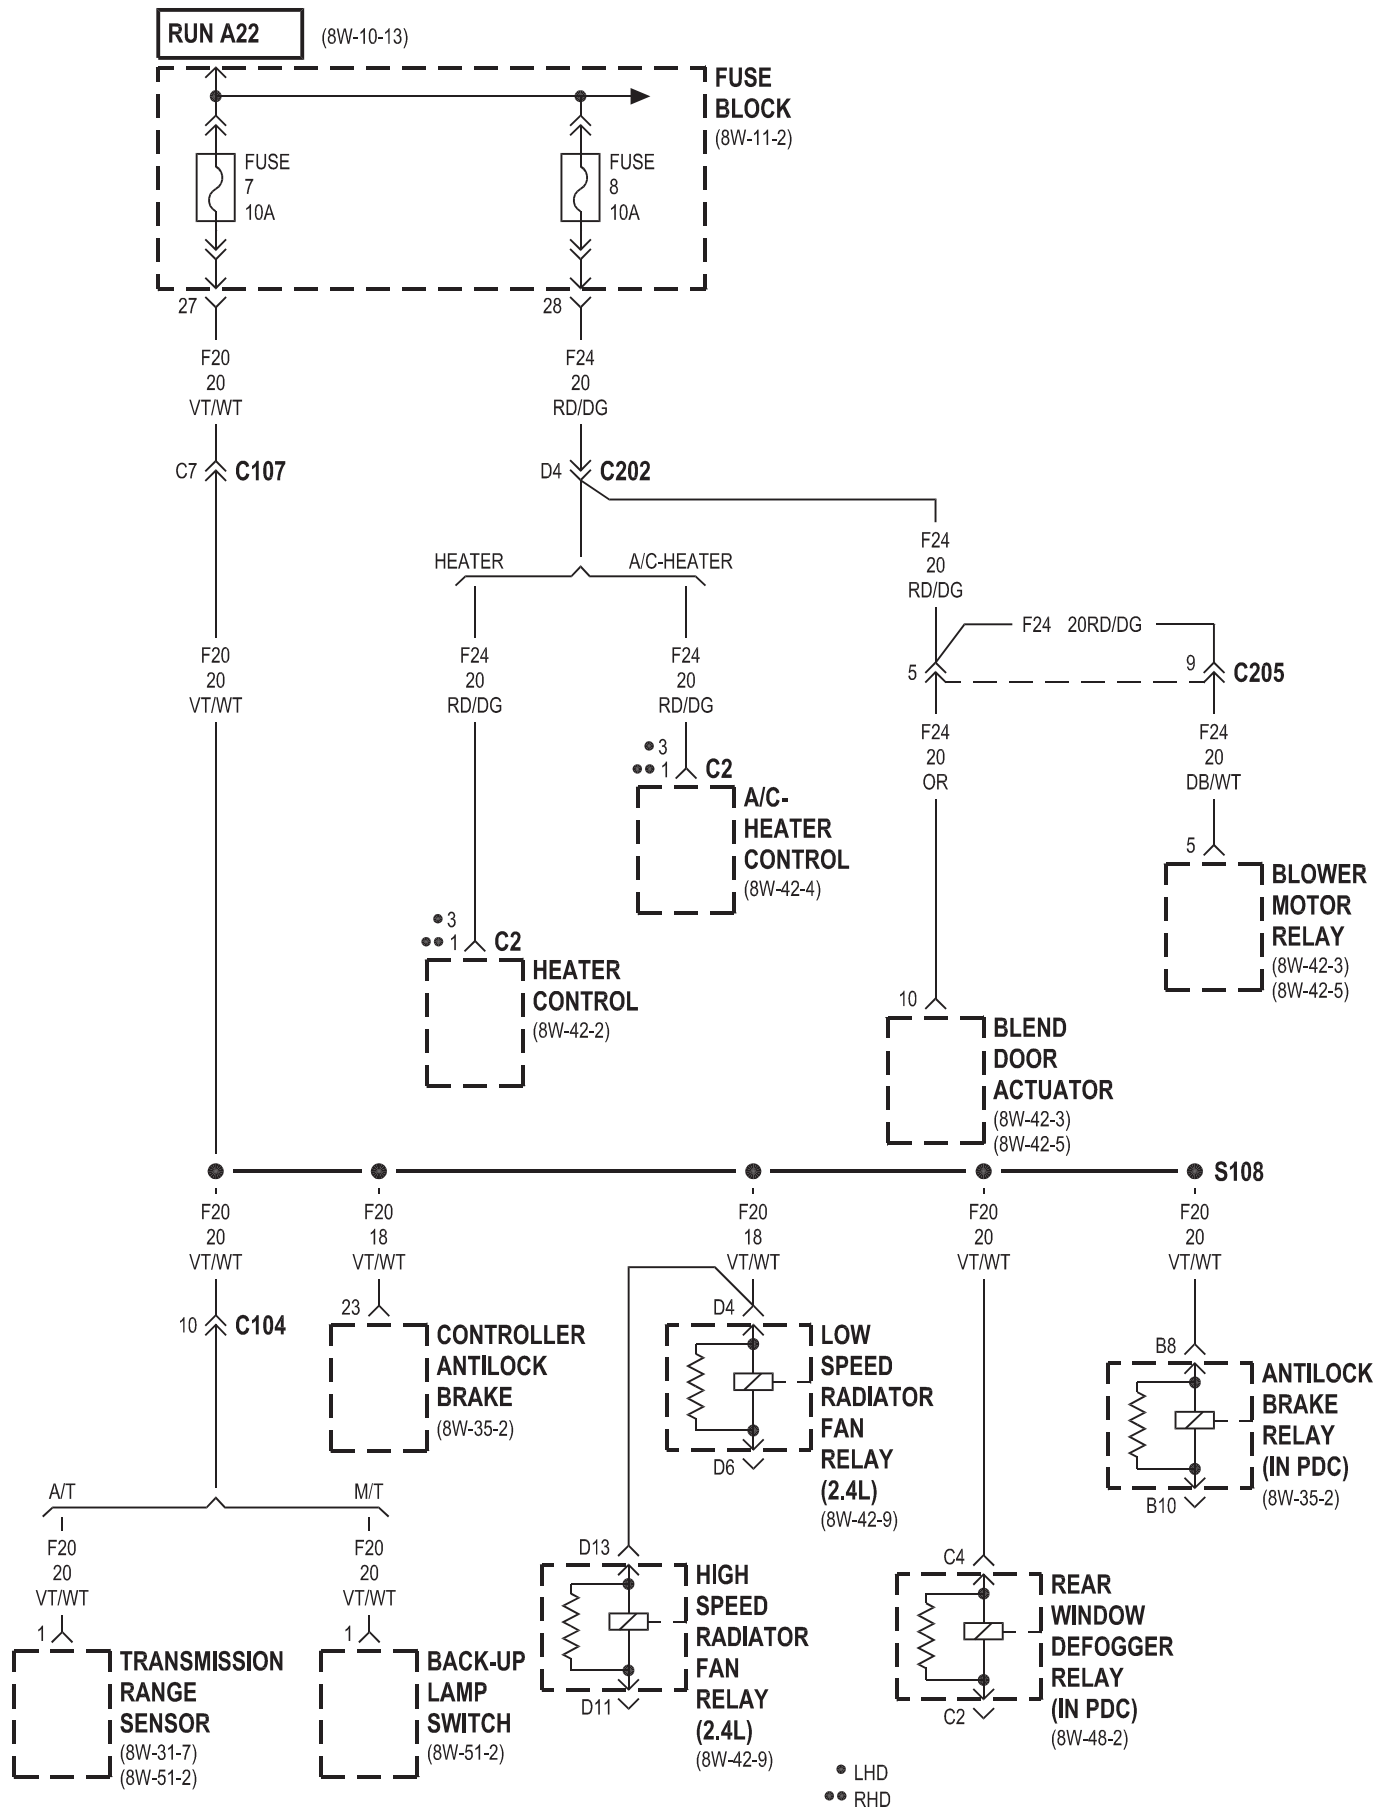 RUN A22
(8W-10-13)
FUSE
BLOCK
(8W-11-2)
FUSE
7
10A
FUSE
8
10A
27
28
F20
20
VT/WT
F24
20
RD/DG
C7
C107
D4
C202
F24
20
RD/DG
HEATER
A/C-HEATER
F24 20RD/DG
F20
20
VT/WT
F24
20
RD/DG
F24
20
RD/DG
5
9
C205
F24
20
OR
F24
20
DB/WT
3
1
C2
A/C-
HEATER
CONTROL
(8W-42-4)
5
BLOWER
MOTOR
RELAY
(8W-42-3)
(8W-42-5)
3
1
C2
HEATER
CONTROL
(8W-42-2)
10
BLEND
DOOR
ACTUATOR
(8W-42-3)
(8W-42-5)
S108
F20
20
VT/WT
F20
18
VT/WT
F20
18
VT/WT
F20
20
VT/WT
F20
20
VT/WT
10
C104
23
CONTROLLER
ANTILOCK
BRAKE
(8W-35-2)
D4
LOW
SPEED
RADIATOR
FAN
RELAY
(2.4L)
(8W-42-9)
D6
B8
ANTILOCK
BRAKE
RELAY
(IN PDC)
(8W-35-2)
B10
A/T
M/T
F20
20
VT/WT
F20
20
VT/WT
1
TRANSMISSION
RANGE
SENSOR
(8W-31-7)
(8W-51-2)
1
BACK-UP
LAMP
SWITCH
(8W-51-2)
D13
HIGH
SPEED
RADIATOR
FAN
RELAY
(2.4L)
(8W-42-9)
D11
C4
REAR
WINDOW
DEFOGGER
RELAY
(IN PDC)
(8W-48-2)
C2
LHD
RHD